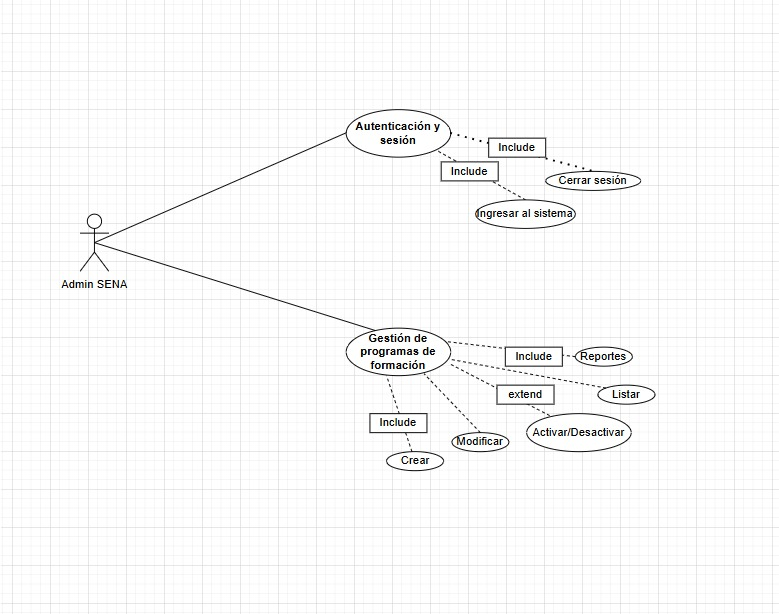 Autenticación y
sesión
Include
Include
Cerrar sesión
Ingresar al sistema
Admin SENA
Gestión de
programas de
formación
Include
Reportes
extend
Listar
Include
Modificar
Activar/Desactivar
Crear